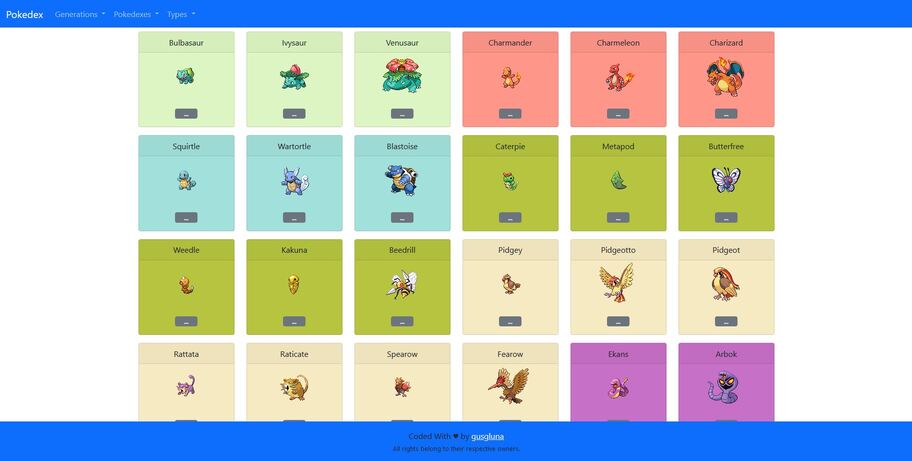 Pokedex Generations Pokedexes Types
Bulbasaur Ivysaur Venusaur Charmander Charmeleon Charizard
... ... ... ... ... ...
Squirtle Wartortle Blastoise Caterpie Metapod Butterfree
... ... ... ... ... ...
Weedle Kakuna Beedrill Pidgey Pidgeotto Pidgeot
... ... ... ... ... ...
Rattata Raticate Spearow Fearow Ekans Arbok
Coded With ♥ by gusgluna
All rights belong to their respective owners.